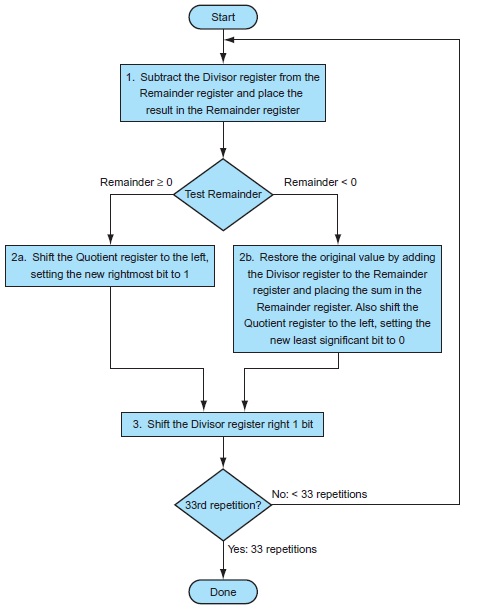 Start
1. Subtract the Divisor register from the
Remainder register and place the
result in the Remainder register
Remainder ≥ 0
Test Remainder
Remainder < 0
2a. Shift the Quotient register to the left,
setting the new rightmost bit to 1
2b. Restore the original value by adding
the Divisor register to the Remainder
register and placing the sum in the
Remainder register. Also shift the
Quotient register to the left, setting the
new least significant bit to 0
3. Shift the Divisor register right 1 bit
33rd repetition?
No: < 33 repetitions
Yes: 33 repetitions
Done